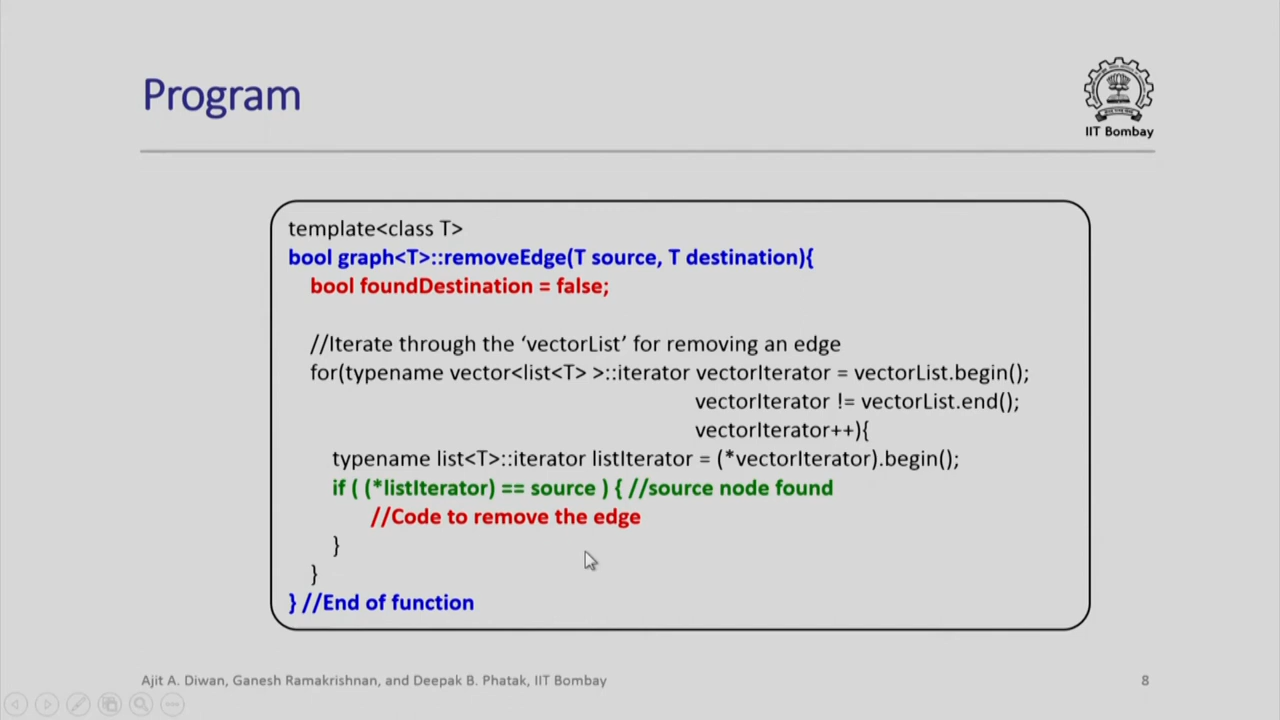 Program
IIT Bombay
template<class T>
bool graph<T>::removeEdge(T source, T destination){
bool foundDestination = false;
//Iterate through the ‘vectorList’ for removing an edge
for(typename vector<list<T> >::iterator vectorIterator = vectorList.begin();
vectorIterator != vectorList.end();
vectorIterator++){
typename list<T>::iterator listIterator = (*vectorIterator).begin();
if ( (*listIterator) == source ) { //source node found
//Code to remove the edge
}
}
} //End of function
Ajit A. Diwan, Ganesh Ramakrishnan, and Deepak B. Phatak, IIT Bombay
8